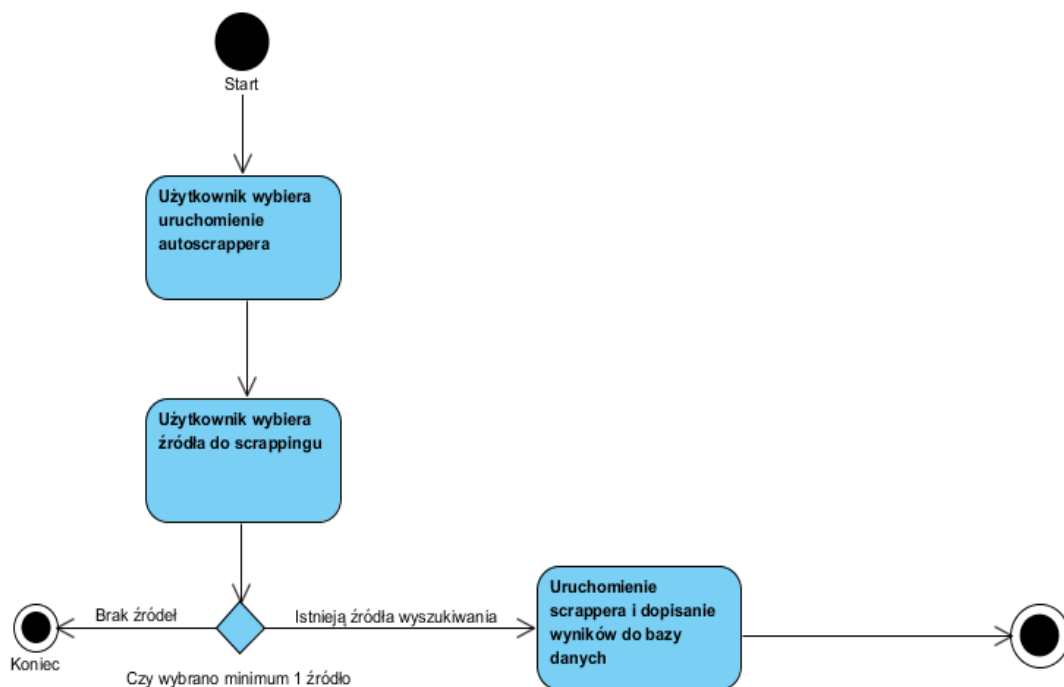 Start
Użytkownik wybiera
uruchomienie
autoscrappera
Użytkownik wybiera
źródła do scrappingu
Brak źródeł
Istnieją źródła wyszukiwania
Koniec
Czy wybrano minimum 1 źródło
Uruchomienie
scrappera i dopisanie
wyników do bazy
danych